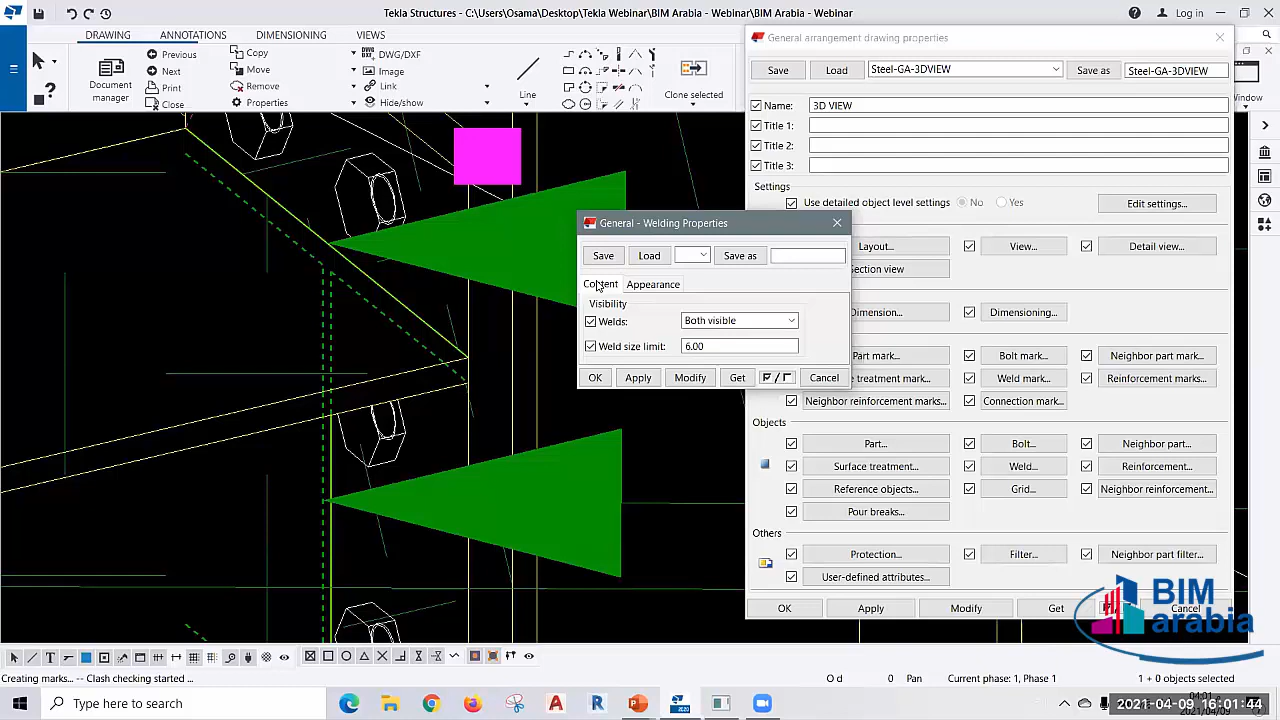 Tekla Structures - C:\Users\Osama\Desktop\Tekla Webinar\BIM Arabia - Webinar\BIM Arabia - Webinar
Log in
DRAWING
ANNOTATIONS
DIMENSIONING
VIEWS
Document manager
Previous
Next
Print
Close
Copy
Move
Remove
Properties
DWG/DXF
Image
Link
Hide/show
Line
Clone selected
Window
General arrangement drawing properties
Save
Load
Steel-GA-3DVIEW
Save as
Steel-GA-3DVIEW
Name:
3D VIEW
Title 1:
Title 2:
Title 3:
Settings
Use detailed object level settings
No
Yes
Edit settings...
Layout...
View...
Detail view...
Dimensioning...
Part mark...
Bolt mark...
Neighbor part mark...
Weld mark...
Reinforcement marks...
Neighbor reinforcement marks...
Connection mark...
Objects
Part...
Bolt...
Neighbor part...
Surface treatment...
Weld...
Reinforcement...
Reference objects...
Grid...
Neighbor reinforcement...
Pour breaks...
Others
Protection...
Filter...
Neighbor part filter...
User-defined attributes...
OK
Apply
Modify
Get
Cancel
General - Welding Properties
Save
Load
Save as
Content
Appearance
Visibility
Welds:
Both visible
Weld size limit:
6.00
OK
Apply
Modify
Get
Cancel
BIM
arabia
Creating marks... -- Clash checking started ...
O d
0
Pan
Current phase: 1, Phase 1
1 + 0 objects selected
Type here to search
2021-04-09 16:01:44